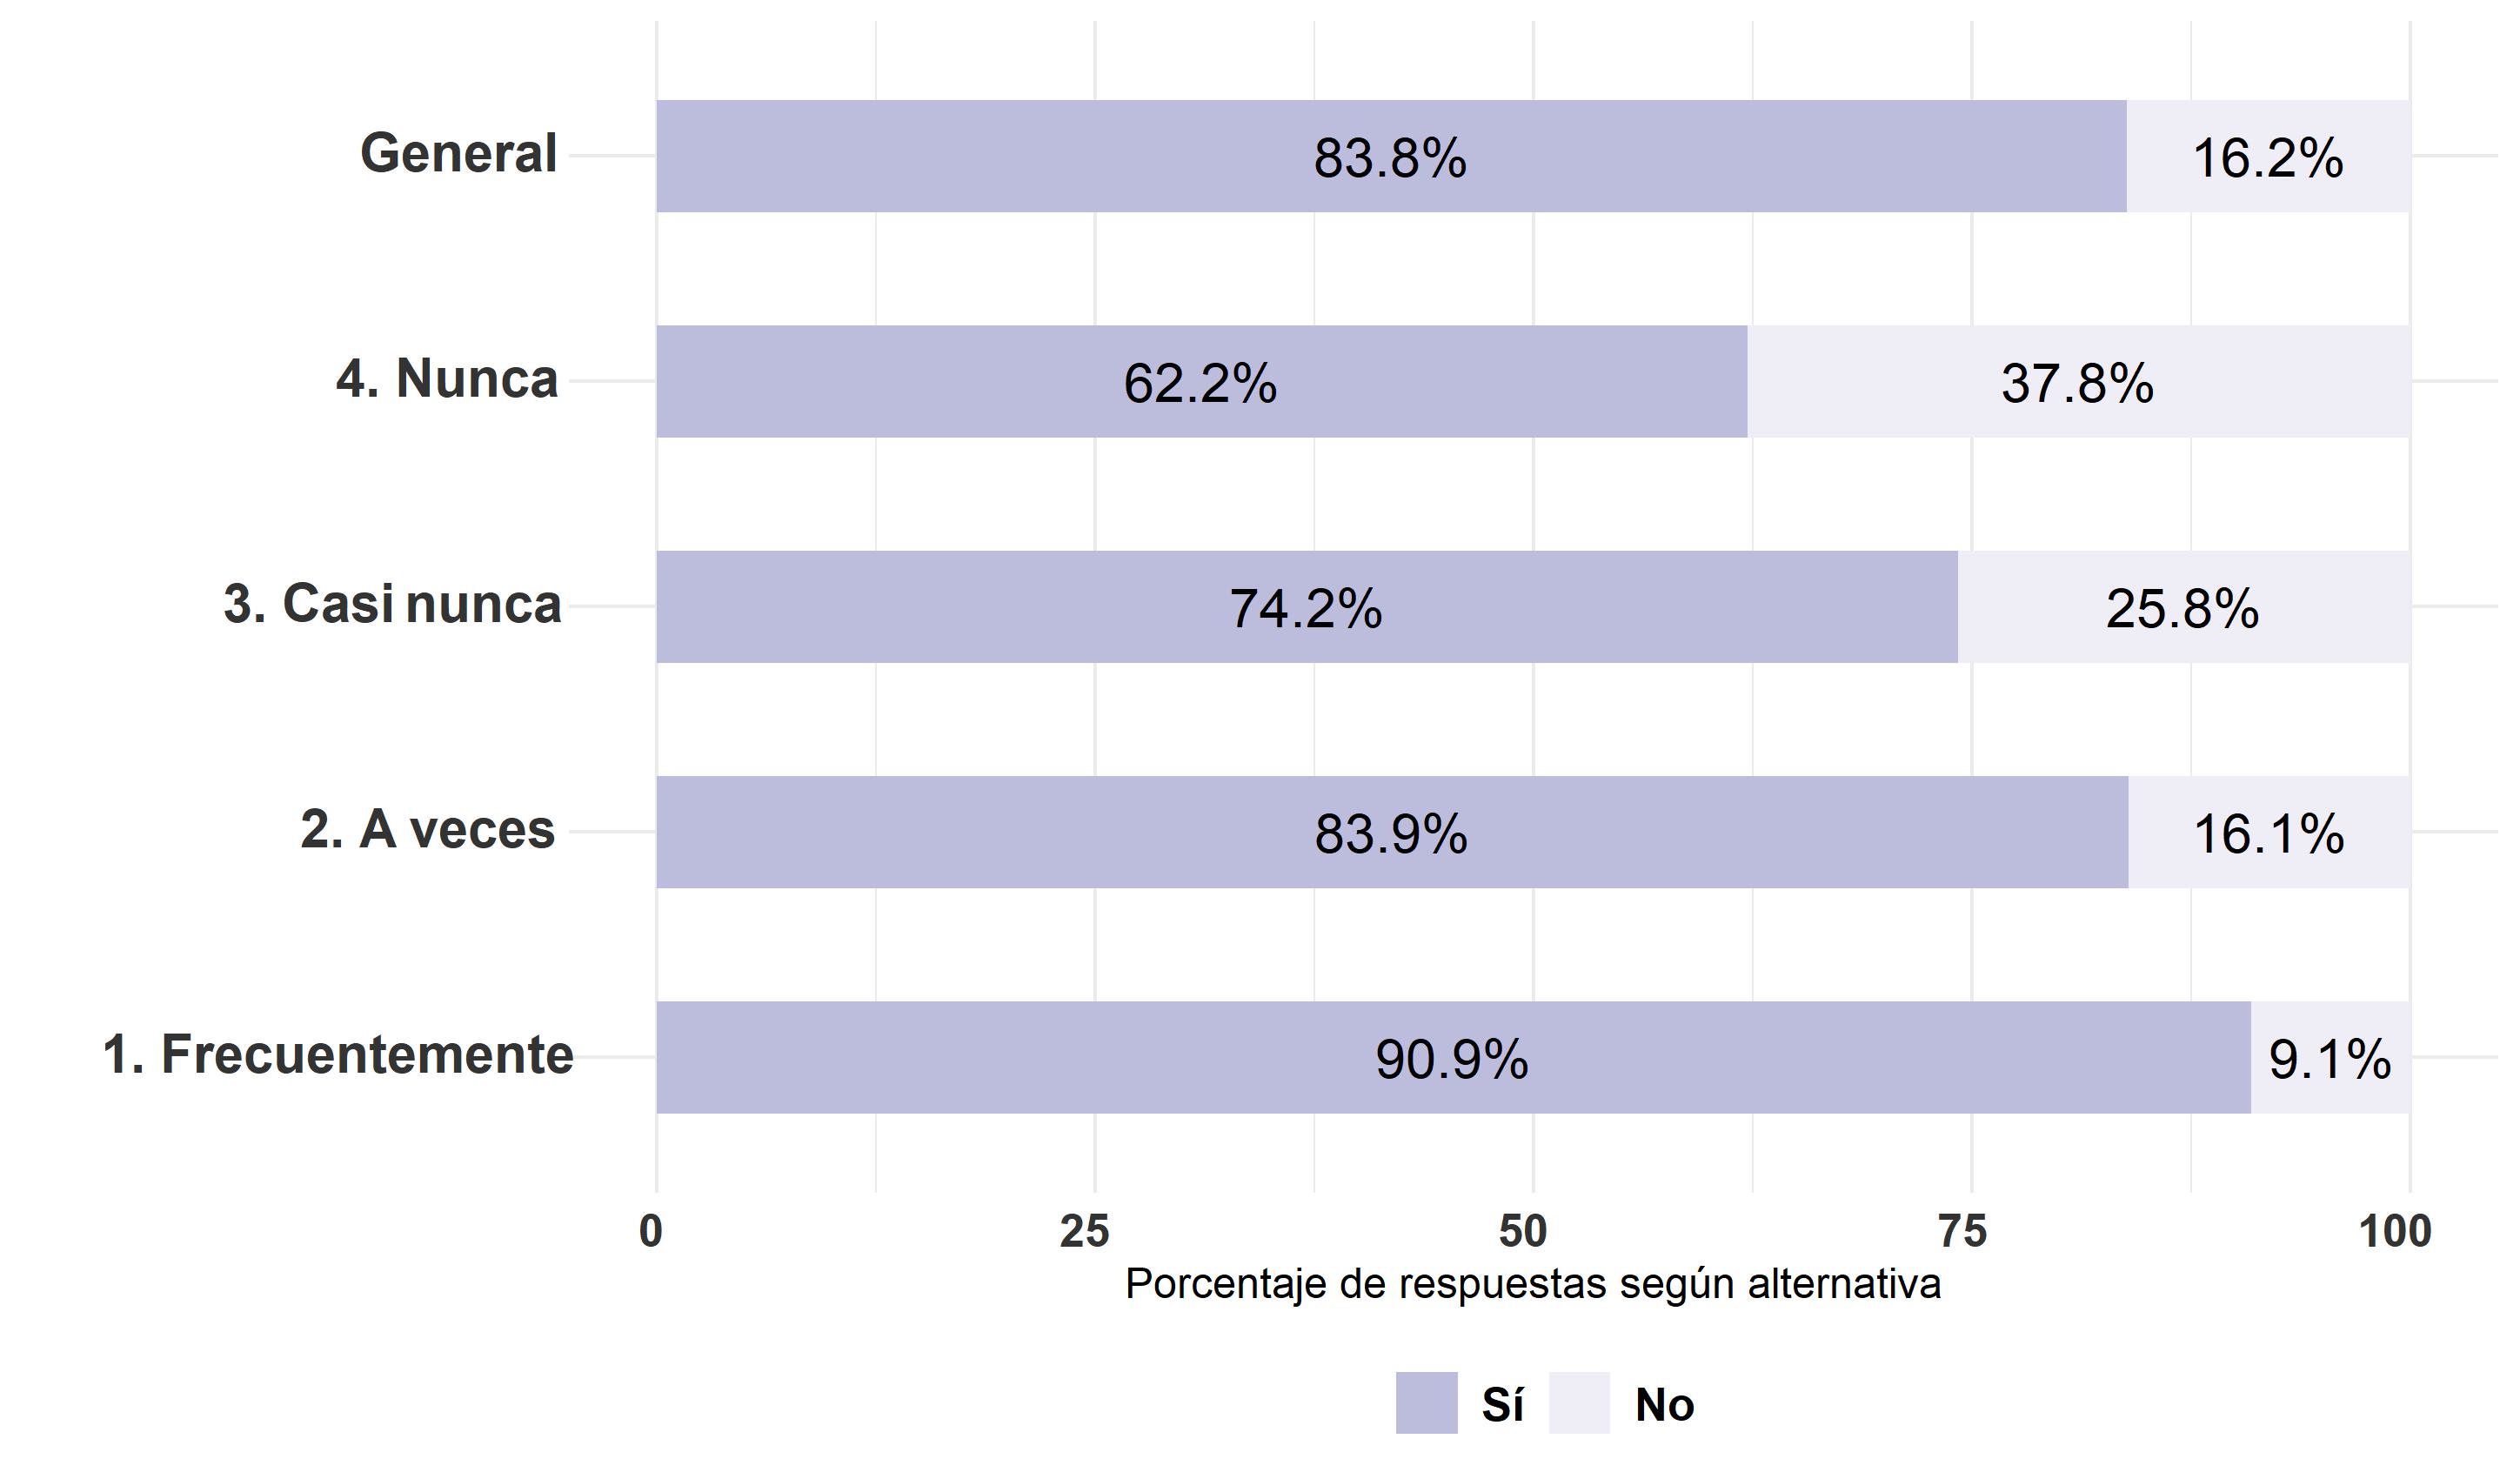 General 83.8% 16.2%
4. Nunca 62.2% 37.8%
3. Casi nunca 74.2% 25.8%
2. A veces 83.9% 16.1%
1. Frecuentemente 90.9% 9.1%
0 25 50 75 100
Porcentaje de respuestas según alternativa
Sí No